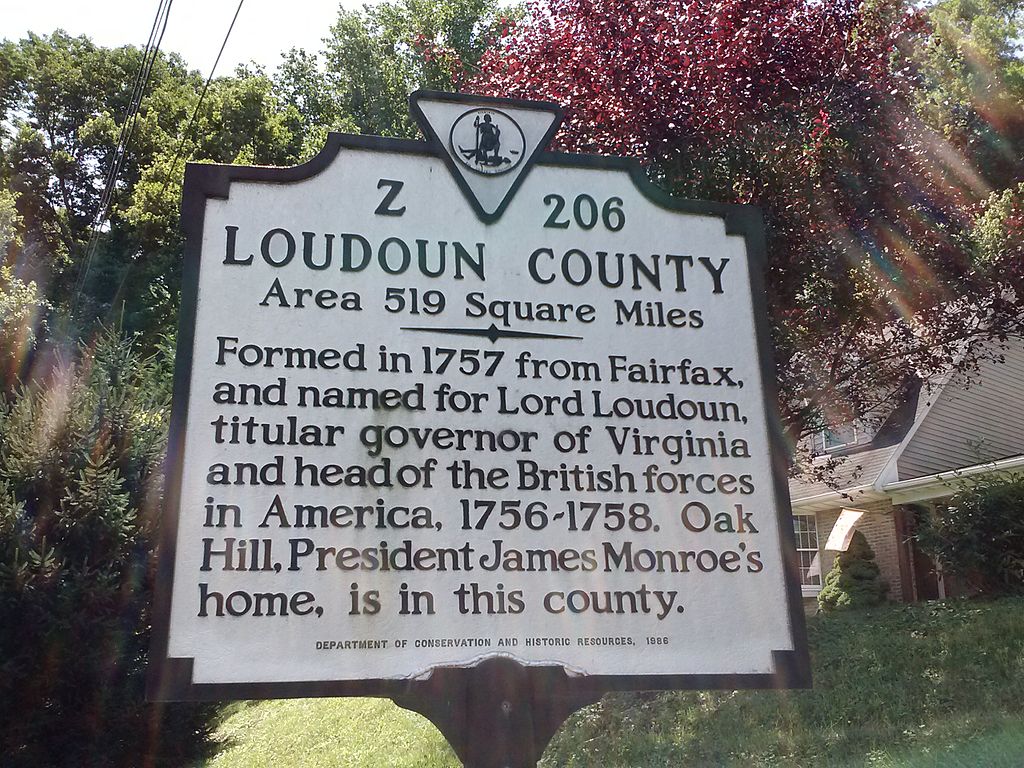 Z 206
LOUDOUN COUNTY
Area 519 Square Miles
Formed in 1757 from Fairfax,
and named for Lord Loudoun,
titular governor of Virginia
and head of the British forces
in America, 1756-1758. Oak
Hill, President James Monroe's
home, is in this county.
DEPARTMENT OF CONSERVATION AND HISTORIC RESOURCES, 1986